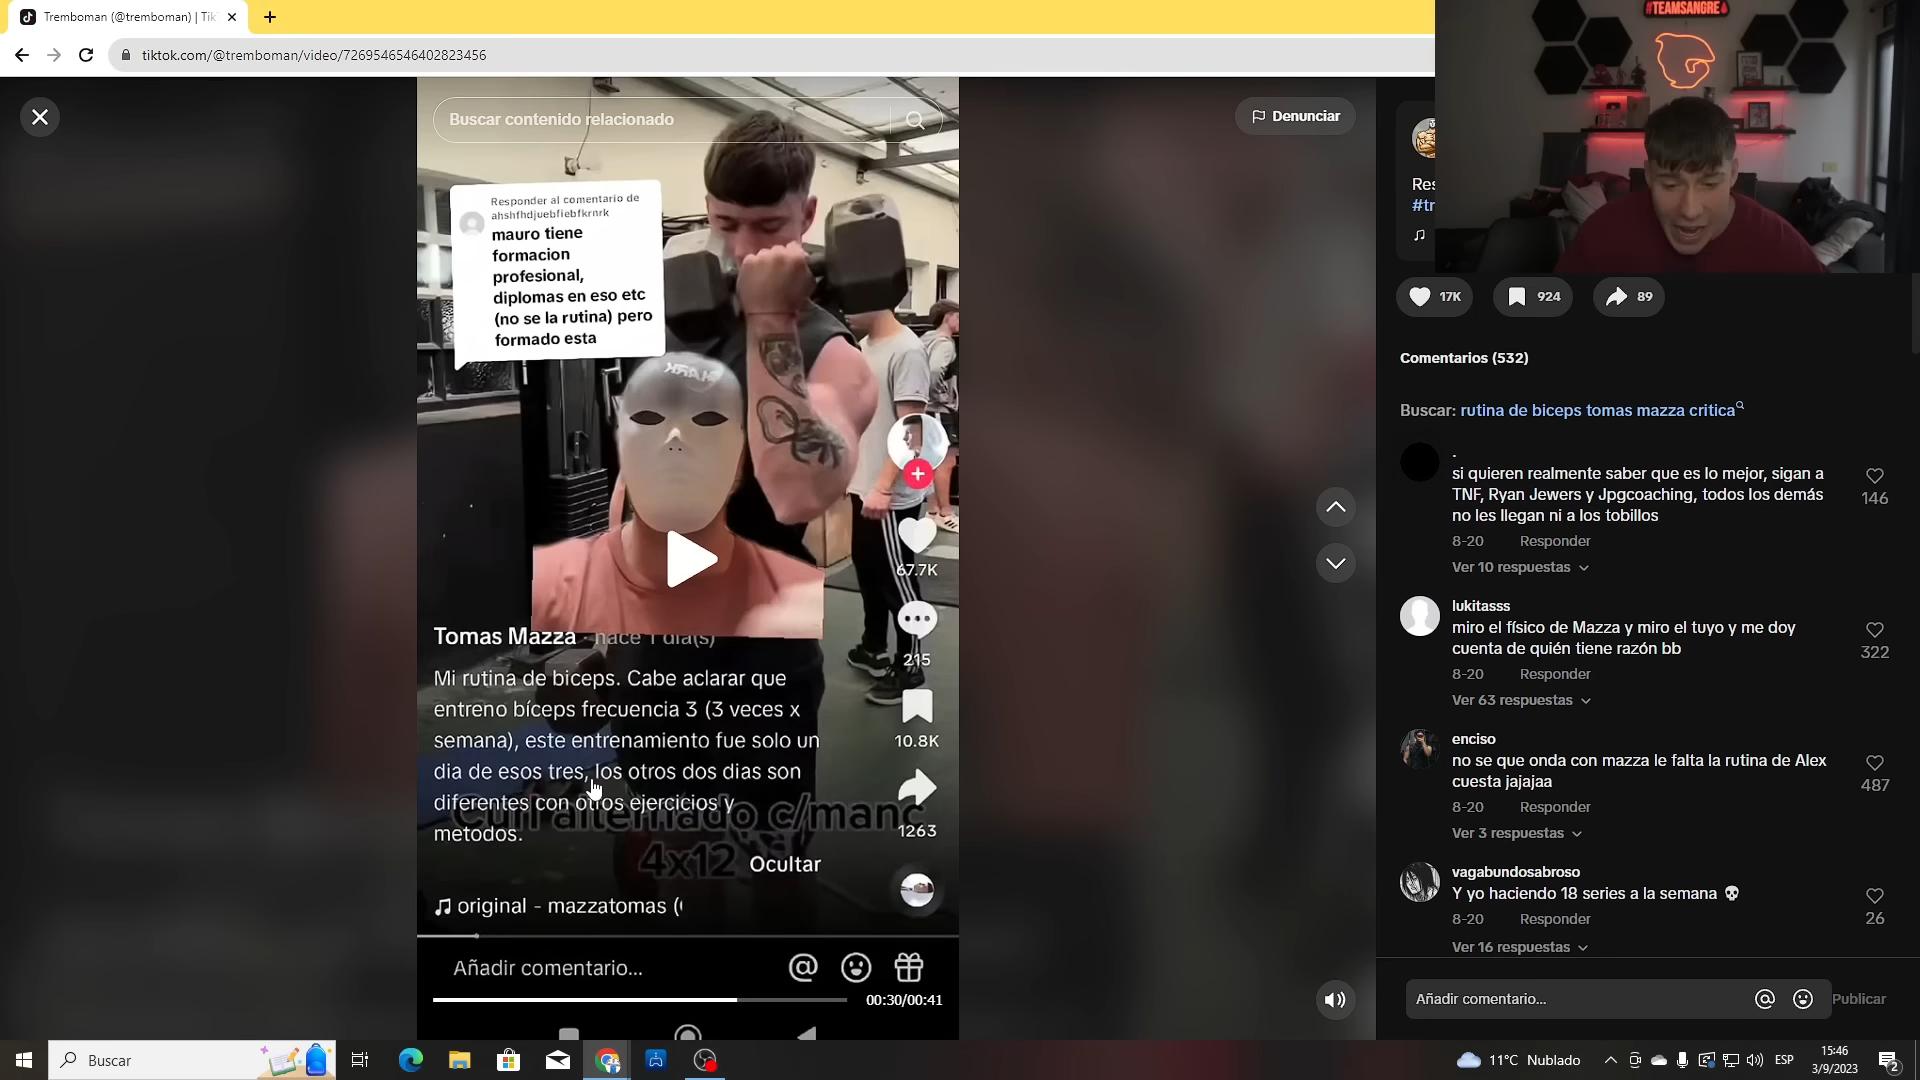 Tremboman (@tremboman) | Tik
tiktok.com/@tremboman/video/7269546546402823456
#TEAMSANGRE
Buscar contenido relacionado
Denunciar
Responder al comentario de
ahshfhdjuebfiebfkrnrk
mauro tiene
formacion
profesional,
diplomas en eso etc
(no se la rutina) pero
formado esta
67.7K
215
10.8K
1263
Tomas Mazza · hace 1 día(s)
Mi rutina de biceps. Cabe aclarar que
entreno bíceps frecuencia 3 (3 veces x
semana), este entrenamiento fue solo un
dia de esos tres, los otros dos dias son
diferentes con otros ejercicios y
metodos.
Curl alternado c/manc
4x12
Ocultar
original - mazzatomas (
Añadir comentario...
00:30/00:41
Res
#tr
17K
924
89
Comentarios (532)
Buscar: rutina de biceps tomas mazza critica
.
si quieren realmente saber que es lo mejor, sigan a
TNF, Ryan Jewers y Jpgcoaching, todos los demás
no les llegan ni a los tobillos
146
8-20 Responder
Ver 10 respuestas
lukitasss
miro el físico de Mazza y miro el tuyo y me doy
cuenta de quién tiene razón bb
322
8-20 Responder
Ver 63 respuestas
enciso
no se que onda con mazza le falta la rutina de Alex
cuesta jajajaa
487
8-20 Responder
Ver 3 respuestas
vagabundosabroso
Y yo haciendo 18 series a la semana 💀
26
8-20 Responder
Ver 16 respuestas
Añadir comentario...
Publicar
Buscar
11°C Nublado
ESP
15:46
3/9/2023
2